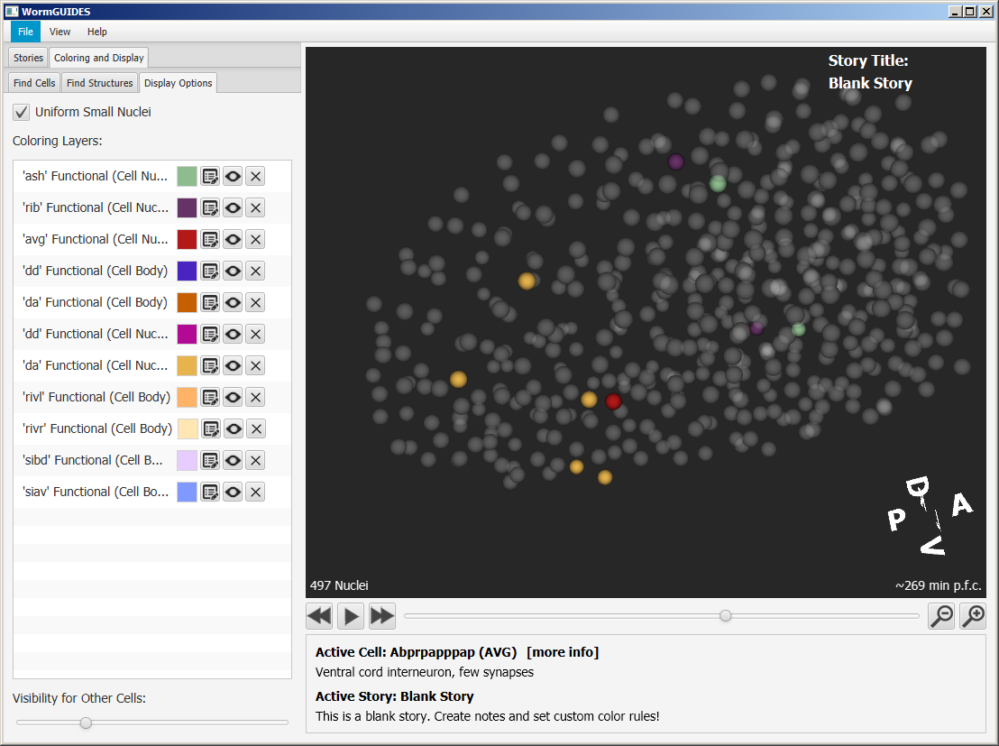 WormGUIDES
File View Help
Stories Coloring and Display
Find Cells Find Structures Display Options
Uniform Small Nuclei
Coloring Layers:
'ash' Functional (Cell Nu...
'rib' Functional (Cell Nuc...
'avg' Functional (Cell Nu...
'dd' Functional (Cell Body)
'da' Functional (Cell Body)
'dd' Functional (Cell Nuc...
'da' Functional (Cell Nuc...
'rivl' Functional (Cell Body)
'rivr' Functional (Cell Body)
'sibd' Functional (Cell B...
'siav' Functional (Cell Bo...
Visibility for Other Cells:
Story Title:
Blank Story
D
P A
V
497 Nuclei ~269 min p.f.c.
Active Cell: Abprpapppap (AVG) [more info]
Ventral cord interneuron, few synapses
Active Story: Blank Story
This is a blank story. Create notes and set custom color rules!